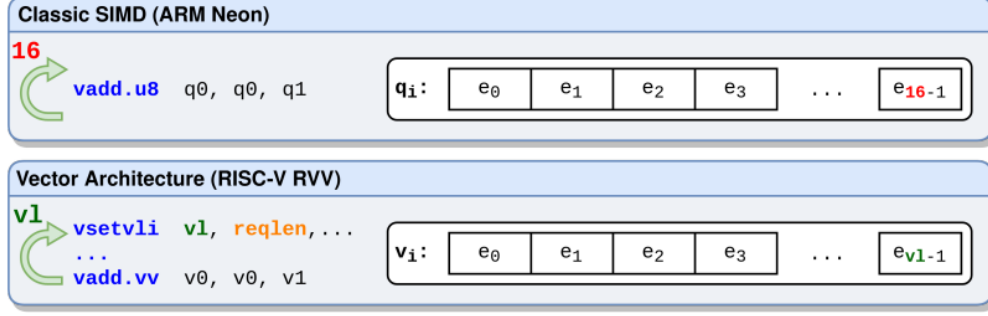 Classic SIMD (ARM Neon)
16
vadd.u8 q0, q0, q1
qi: e0 e1 e2 e3 ... e16-1
Vector Architecture (RISC-V RVV)
vl
vsetvli vl, reqlen,...
...
vadd.vv v0, v0, v1
vi: e0 e1 e2 e3 ... evl-1